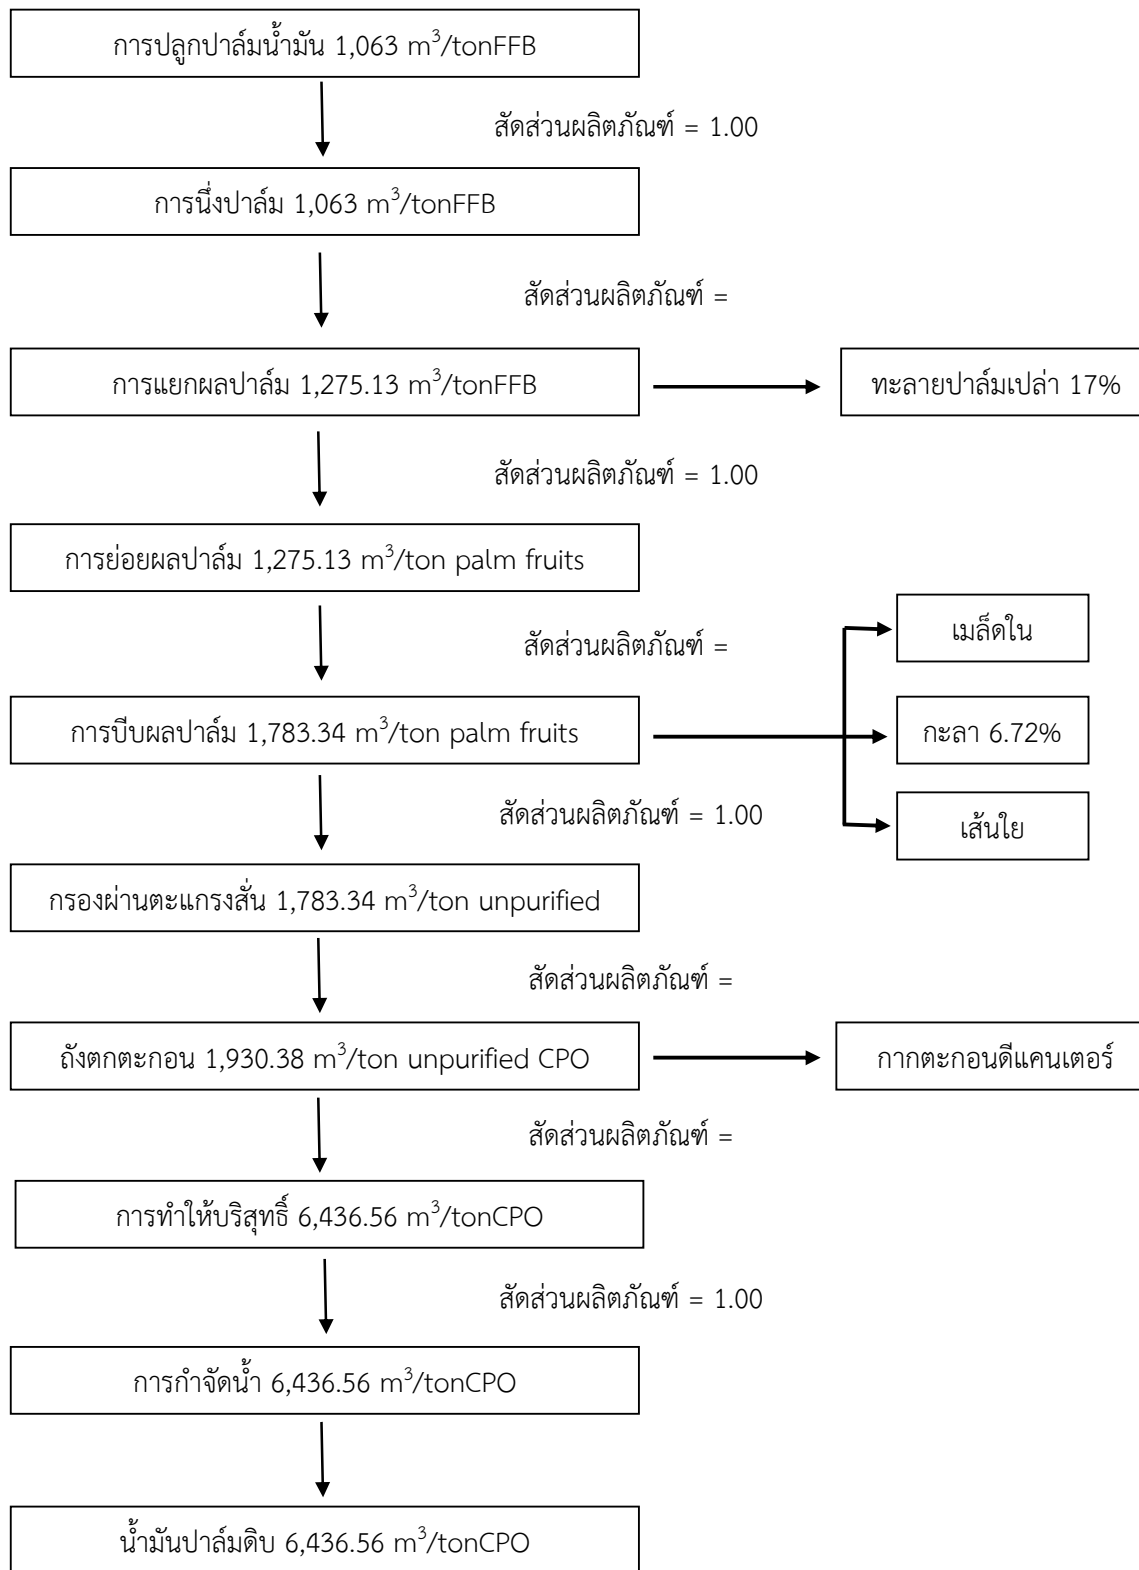 การปลูกปาล์มน้ำมัน 1,063 m³/tonFFB
สัดส่วนผลิตภัณฑ์ = 1.00
การนึ่งปาล์ม 1,063 m³/tonFFB
สัดส่วนผลิตภัณฑ์ =
การแยกผลปาล์ม 1,275.13 m³/tonFFB
ทะลายปาล์มเปล่า 17%
สัดส่วนผลิตภัณฑ์ = 1.00
การย่อยผลปาล์ม 1,275.13 m³/ton palm fruits
เมล็ดใน
สัดส่วนผลิตภัณฑ์ =
การบีบผลปาล์ม 1,783.34 m³/ton palm fruits
กะลา 6.72%
สัดส่วนผลิตภัณฑ์ = 1.00
เส้นใย
กรองผ่านตะแกรงสั่น 1,783.34 m³/ton unpurified
สัดส่วนผลิตภัณฑ์ =
ถังตกตะกอน 1,930.38 m³/ton unpurified CPO
กากตะกอนดีแคนเตอร์
สัดส่วนผลิตภัณฑ์ =
การทำให้บริสุทธิ์ 6,436.56 m³/tonCPO
สัดส่วนผลิตภัณฑ์ = 1.00
การกำจัดน้ำ 6,436.56 m³/tonCPO
น้ำมันปาล์มดิบ 6,436.56 m³/tonCPO